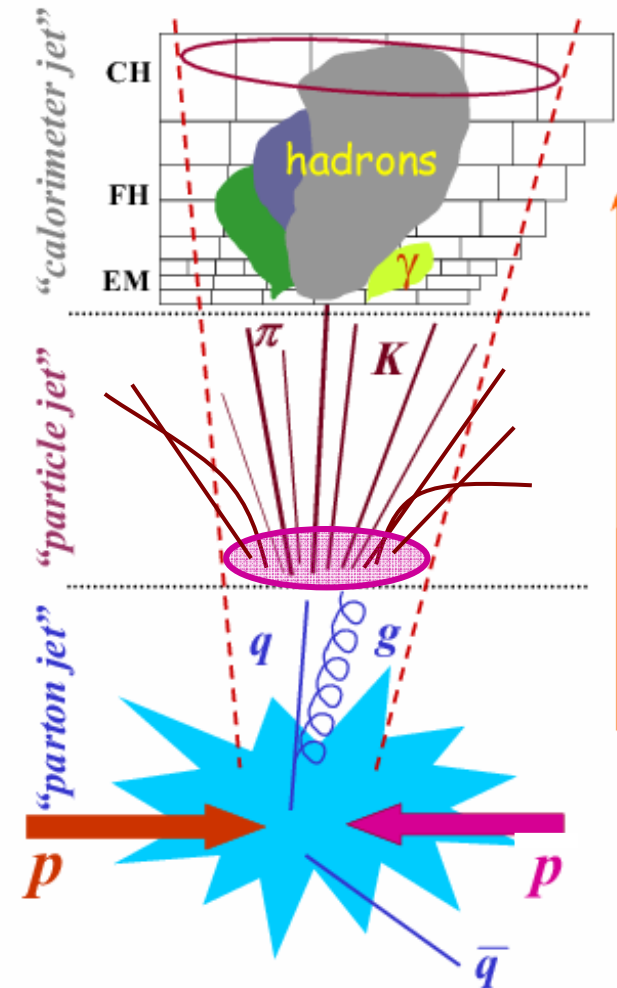 “calorimeter jet”
CH
FH
EM
hadrons
γ
“particle jet”
π
K
“parton jet”
q
g
p
p
q̅